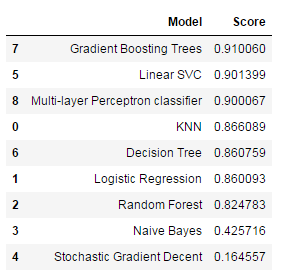 Model Score
7 Gradient Boosting Trees 0.910060
5 Linear SVC 0.901399
8 Multi-layer Perceptron classifier 0.900067
0 KNN 0.866089
6 Decision Tree 0.860759
1 Logistic Regression 0.860093
2 Random Forest 0.824783
3 Naive Bayes 0.425716
4 Stochastic Gradient Decent 0.164557